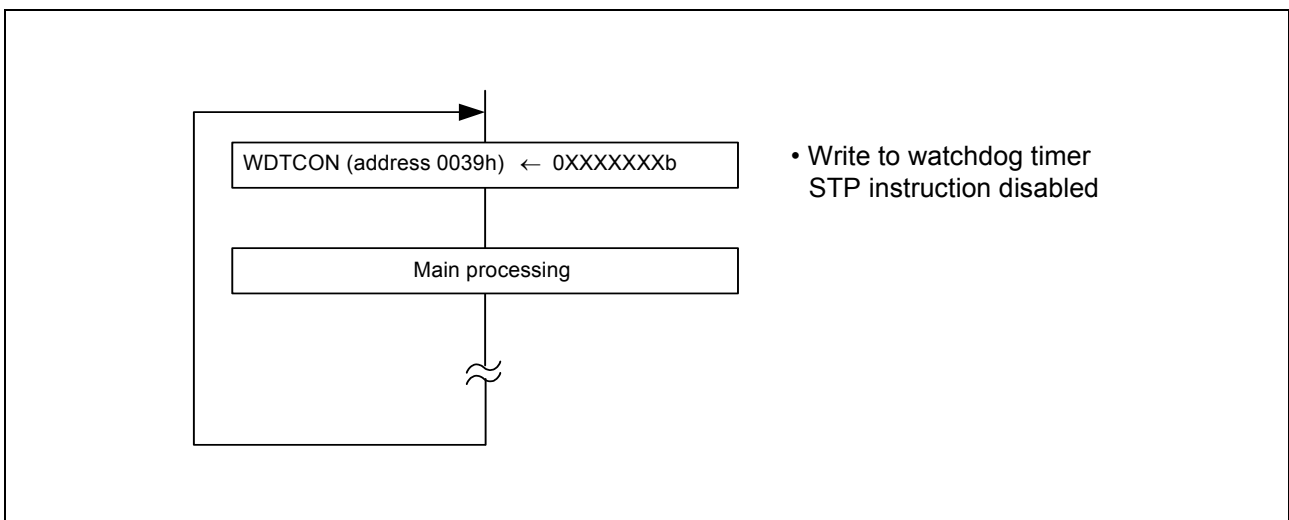 WDTCON (address 0039h) ← 0XXXXXXXb
• Write to watchdog timer
STP instruction disabled
Main processing